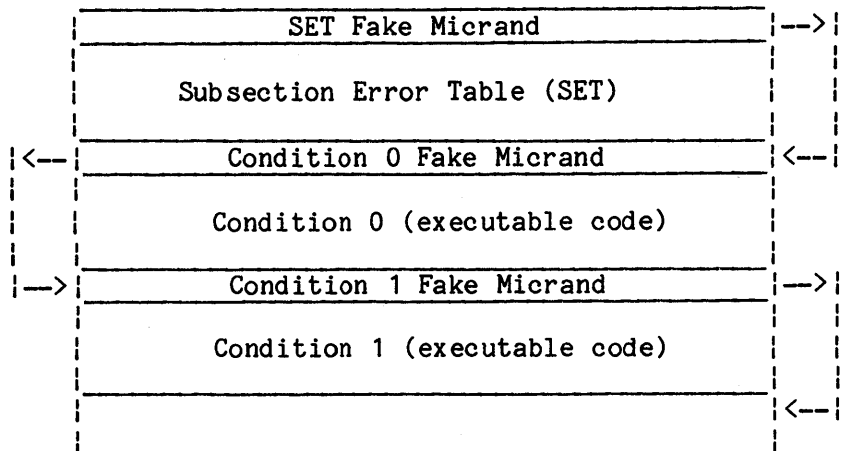 SET Fake Micrand
Subsection Error Table (SET)
Condition 0 Fake Micrand
Condition 0 (executable code)
Condition 1 Fake Micrand
Condition 1 (executable code)